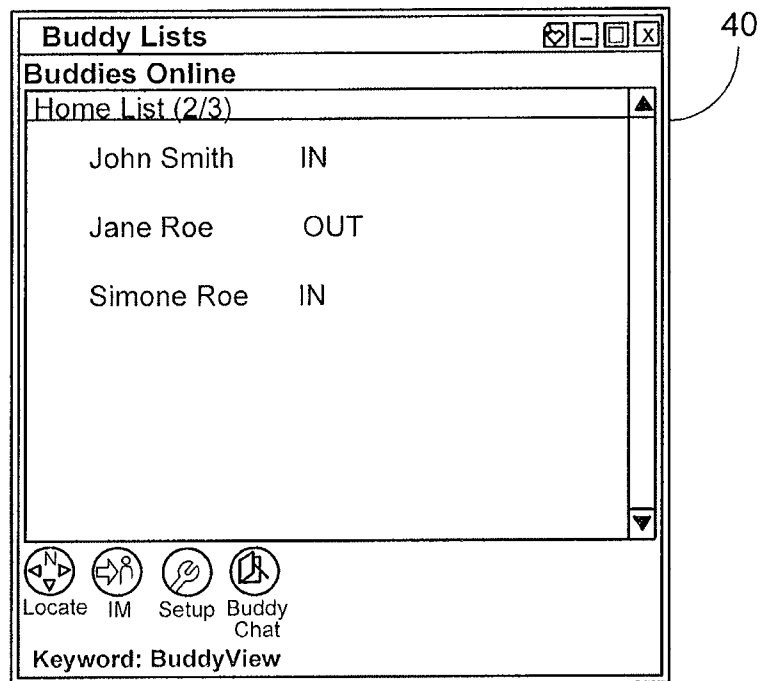 Buddy Lists
40
Buddies Online
Home List (2/3)
John Smith IN
Jane Roe OUT
Simone Roe IN
N
Locate IM Setup Buddy Chat
Keyword: BuddyView